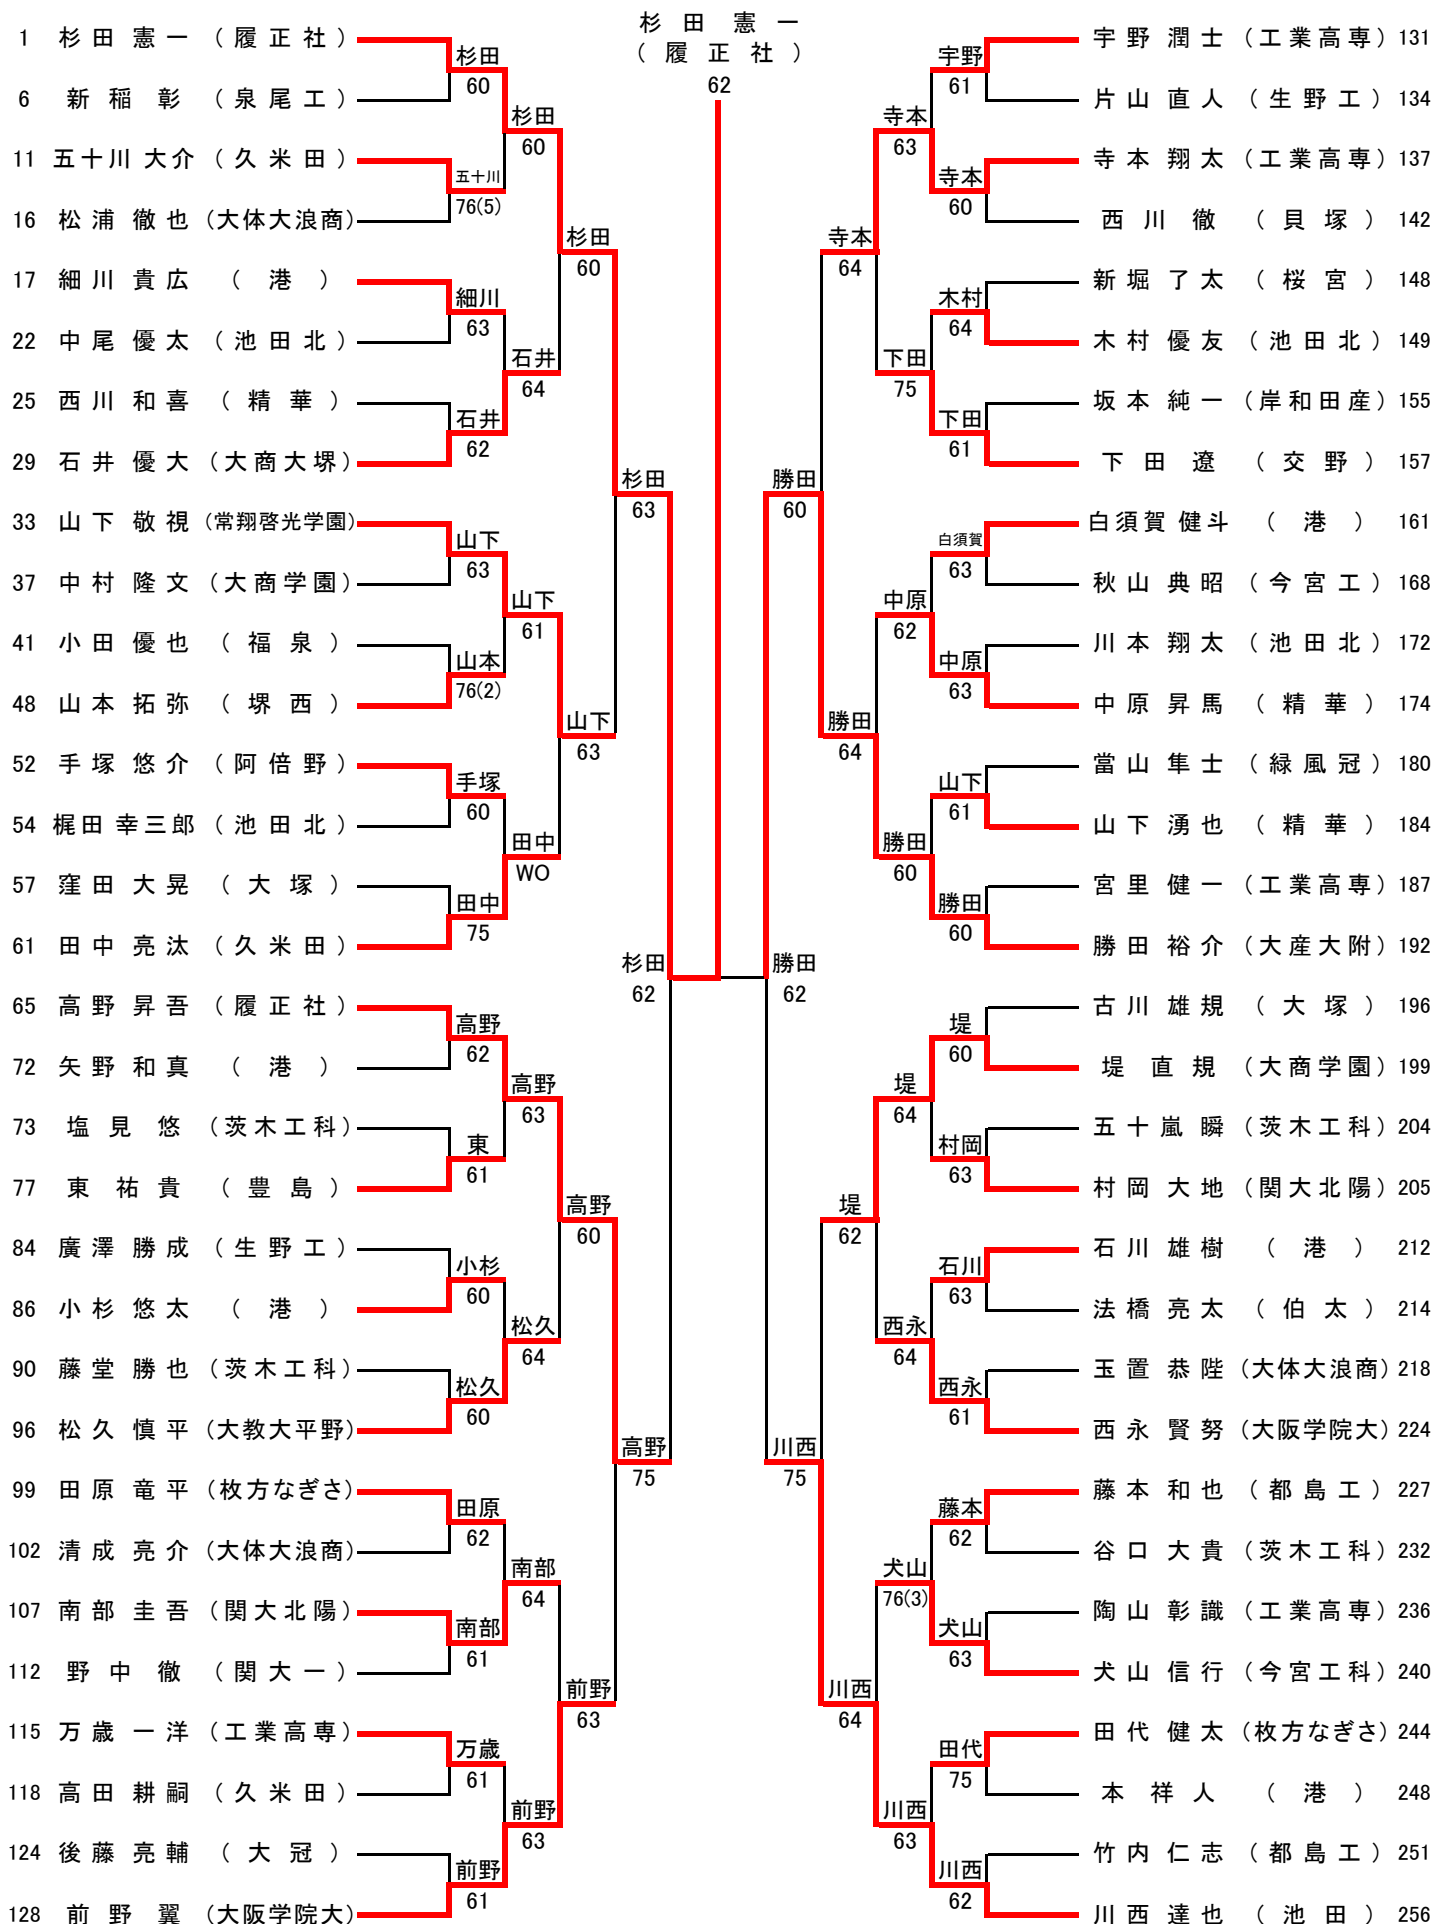 杉田憲一
（履正社）
62
1 杉田憲一（履正社）
6 新稲彰（泉尾工）
11 五十川大介（久米田）
16 松浦徹也（大体大浪商）
17 細川貴広（港）
22 中尾優太（池田北）
25 西川和喜（精華）
29 石井優大（大商大堺）
33 山下敬視（常翔啓光学園）
37 中村隆文（大商学園）
41 小田優也（福泉）
48 山本拓弥（堺西）
52 手塚悠介（阿倍野）
54 梶田幸三郎（池田北）
57 窪田大晃（大塚）
61 田中亮汰（久米田）
65 高野昇吾（履正社）
72 矢野和真（港）
73 塩見悠（茨木工科）
77 東祐貴（豊島）
84 廣澤勝成（生野工）
86 小杉悠太（港）
90 藤堂勝也（茨木工科）
96 松久慎平（大教大平野）
99 田原竜平（枚方なぎさ）
102 清成亮介（大体大浪商）
107 南部圭吾（関大北陽）
112 野中徹（関大一）
115 万歳一洋（工業高専）
118 高田耕嗣（久米田）
124 後藤亮輔（大冠）
128 前野翼（大阪学院大）
杉田
60
五十川
76(5)
細川
63
石井
62
山下
63
山本
76(2)
手塚
60
田中
75
高野
62
東
61
小杉
60
松久
60
田原
62
南部
61
万歳
61
前野
61
杉田
60
石井
64
山下
61
田中
WO
高野
63
松久
64
南部
64
前野
63
杉田
60
山下
63
高野
60
前野
63
杉田
63
高野
75
杉田
62
勝田
62
勝田
60
川西
75
寺本
64
勝田
64
堤
62
川西
64
寺本
63
下田
75
中原
62
勝田
60
堤
64
西永
64
犬山
76(3)
川西
63
宇野
61
寺本
60
木村
64
下田
61
白須賀
63
中原
63
山下
61
勝田
60
堤
60
村岡
63
石川
63
西永
61
藤本
62
犬山
63
田代
75
川西
62
宇野潤士（工業高専）131
片山直人（生野工）134
寺本翔太（工業高専）137
西川徹（貝塚）142
新堀了太（桜宮）148
木村優友（池田北）149
坂本純一（岸和田産）155
下田遼（交野）157
白須賀健斗（港）161
秋山典昭（今宮工）168
川本翔太（池田北）172
中原昇馬（精華）174
當山隼士（緑風冠）180
山下湧也（精華）184
宮里健一（工業高専）187
勝田裕介（大産大附）192
古川雄規（大塚）196
堤直規（大商学園）199
五十嵐瞬（茨木工科）204
村岡大地（関大北陽）205
石川雄樹（港）212
法橋亮太（伯太）214
玉置恭陛（大体大浪商）218
西永賢努（大阪学院大）224
藤本和也（都島工）227
谷口大貴（茨木工科）232
陶山彰識（工業高専）236
犬山信行（今宮工科）240
田代健太（枚方なぎさ）244
本祥人（港）248
竹内仁志（都島工）251
川西達也（池田）256